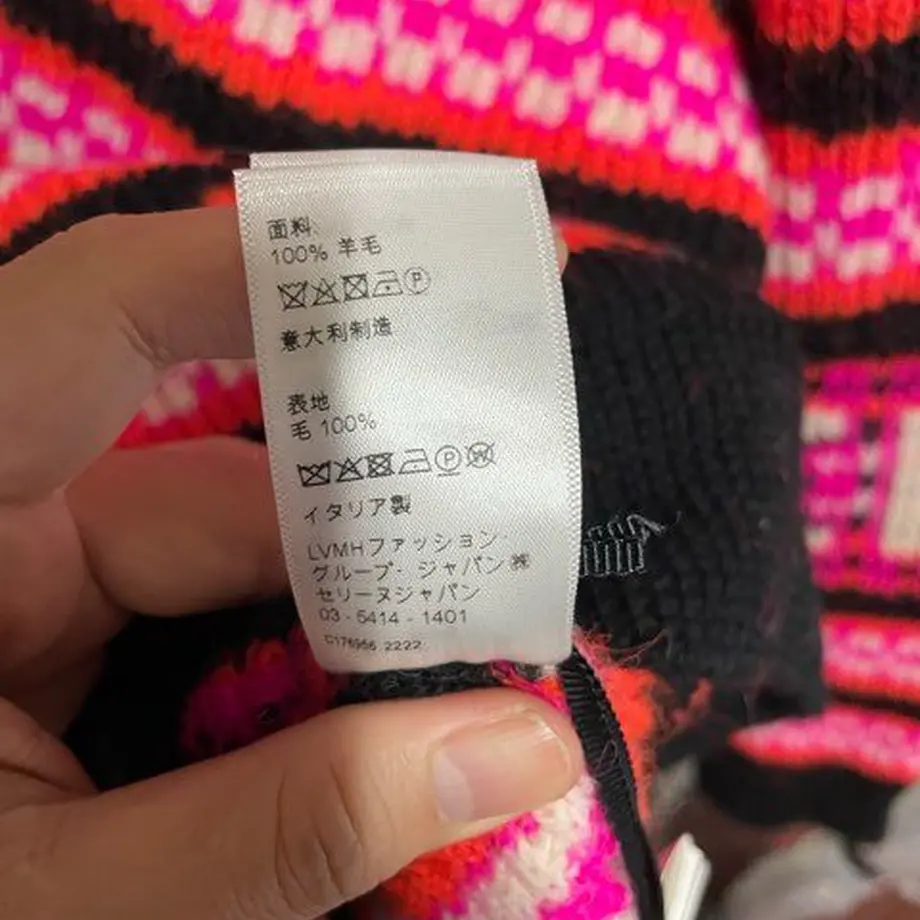 面料
100% 羊毛
P
意大利制造
表地
毛 100%
P W
イタリア製
LVMHファッション·
グループ· ジャパン㈱
セリーヌジャパン
03 - 5414 - 1401
C176956 2222